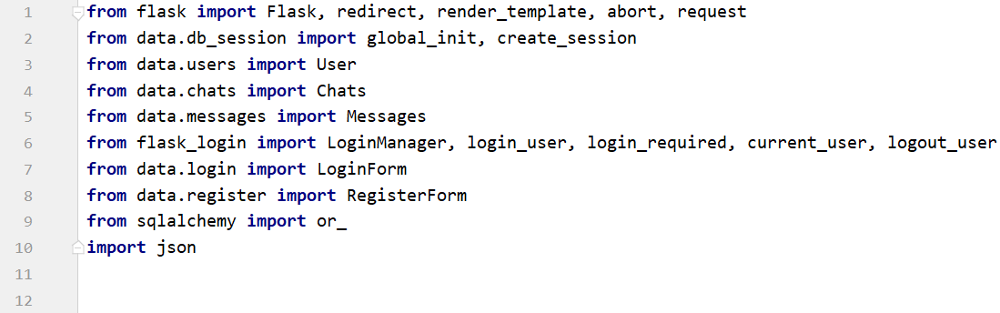 1 from flask import Flask, redirect, render_template, abort, request
2 from data.db_session import global_init, create_session
3 from data.users import User
4 from data.chats import Chats
5 from data.messages import Messages
6 from flask_login import LoginManager, login_user, login_required, current_user, logout_user
7 from data.login import LoginForm
8 from data.register import RegisterForm
9 from sqlalchemy import or_
10 import json
11
12